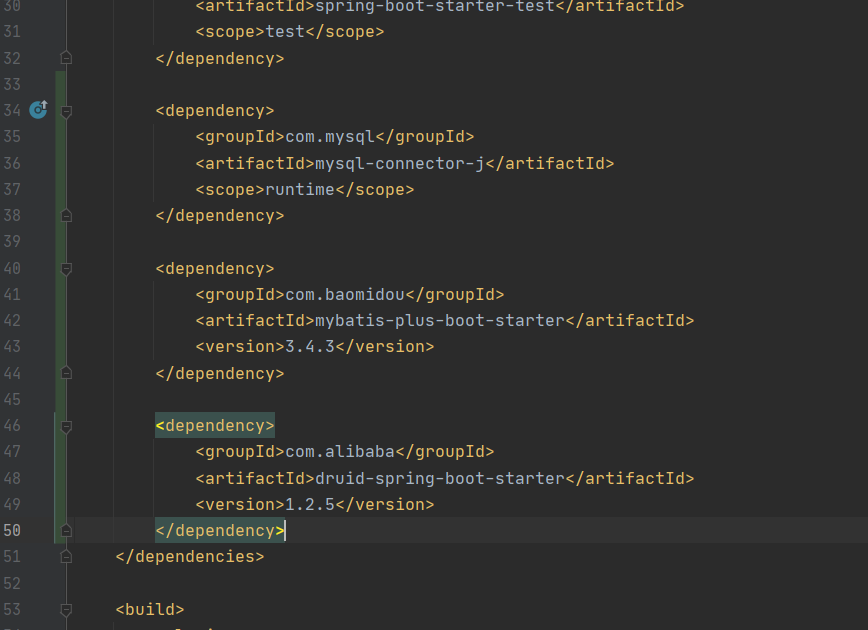 30 <artifactId>spring-boot-starter-test</artifactId>
31 <scope>test</scope>
32 </dependency>
33
34 <dependency>
35 <groupId>com.mysql</groupId>
36 <artifactId>mysql-connector-j</artifactId>
37 <scope>runtime</scope>
38 </dependency>
39
40 <dependency>
41 <groupId>com.baomidou</groupId>
42 <artifactId>mybatis-plus-boot-starter</artifactId>
43 <version>3.4.3</version>
44 </dependency>
45
46 <dependency>
47 <groupId>com.alibaba</groupId>
48 <artifactId>druid-spring-boot-starter</artifactId>
49 <version>1.2.5</version>
50 </dependency>
51 </dependencies>
52
53 <build>